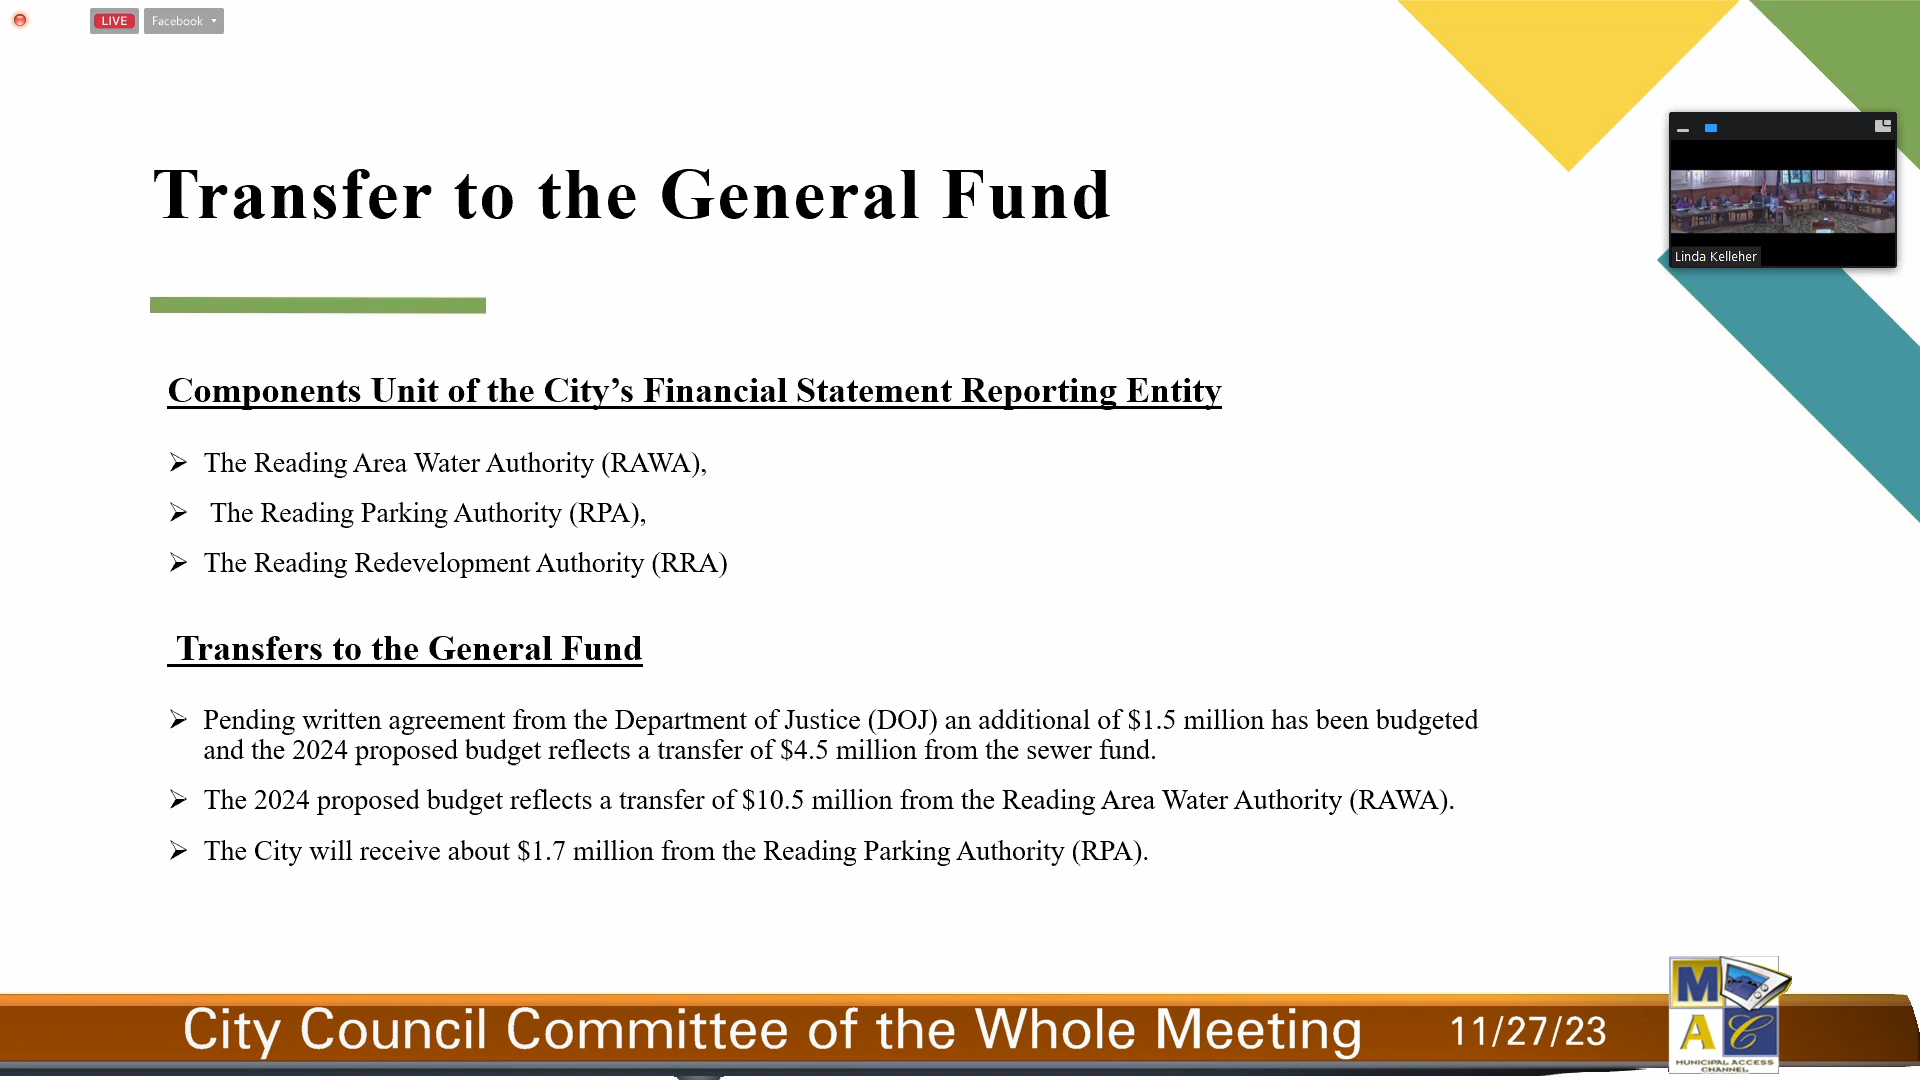 LIVE
Facebook
Transfer to the General Fund
Linda Kelleher
Components Unit of the City’s Financial Statement Reporting Entity
The Reading Area Water Authority (RAWA),
The Reading Parking Authority (RPA),
The Reading Redevelopment Authority (RRA)
Transfers to the General Fund
Pending written agreement from the Department of Justice (DOJ) an additional of $1.5 million has been budgeted
and the 2024 proposed budget reflects a transfer of $4.5 million from the sewer fund.
The 2024 proposed budget reflects a transfer of $10.5 million from the Reading Area Water Authority (RAWA).
The City will receive about $1.7 million from the Reading Parking Authority (RPA).
City Council Committee of the Whole Meeting 11/27/23
M
A C
MUNICIPAL ACCESS
CHANNEL